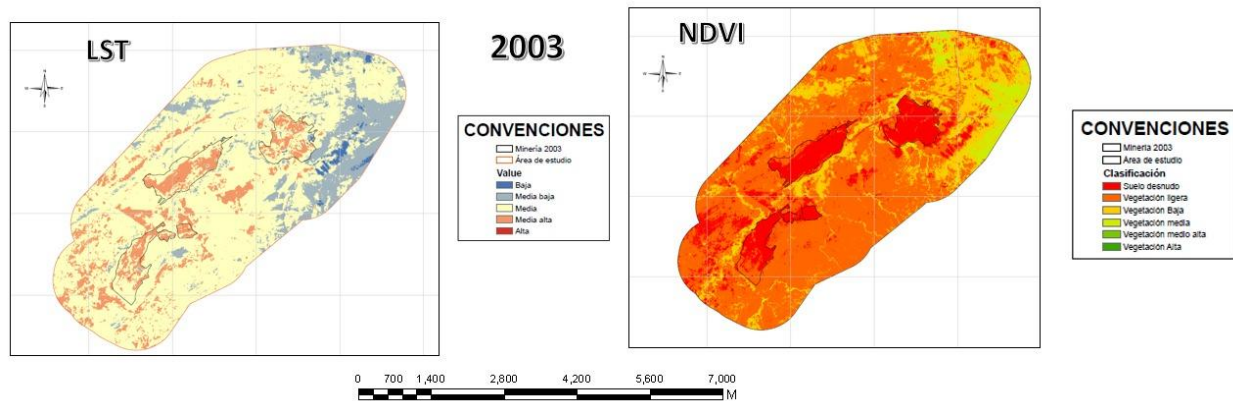 LST
2003
NDVI
CONVENCIONES
Minería 2003
Área de estudio
Value
Baja
Media baja
Media
Media alta
Alta
CONVENCIONES
Minería 2003
Área de estudio
Clasificación
Suelo desnudo
Vegetación ligera
Vegetación Baja
Vegetación media
Vegetación medio alta
Vegetación Alta
0 700 1,400 2,800 4,200 5,600 7,000
M